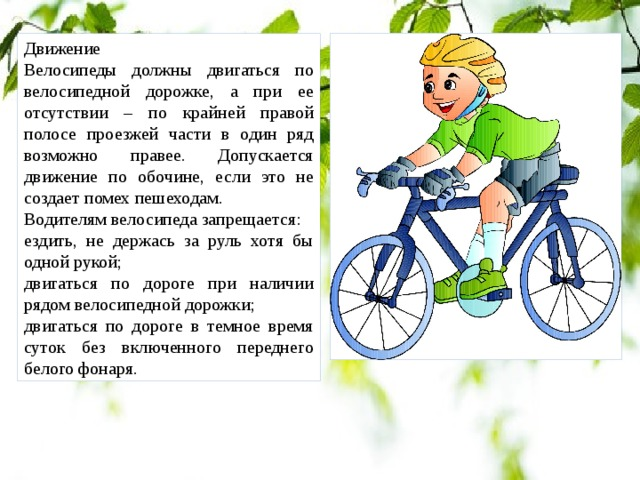 Движение
Велосипеды должны двигаться по
велосипедной дорожке, а при ее
отсутствии – по крайней правой
полосе проезжей части в один ряд
возможно правее. Допускается
движение по обочине, если это не
создает помех пешеходам.
Водителям велосипеда запрещается:
ездить, не держась за руль хотя бы
одной рукой;
двигаться по дороге при наличии
рядом велосипедной дорожки;
двигаться по дороге в темное время
суток без включенного переднего
белого фонаря.